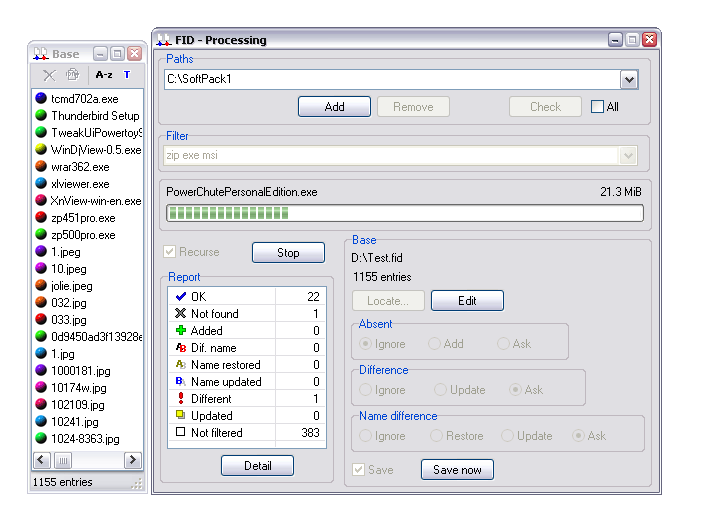 Base
A-z T
tcmd702a.exe
Thunderbird Setup
TweakUiPowertoyS
WinDjView-0.5.exe
wrar362.exe
xlviewer.exe
XnView-win-en.exe
zp451pro.exe
zp500pro.exe
1.jpeg
10.jpeg
jolie.jpeg
032.jpg
033.jpg
0d9450ad3f13928e
1.jpg
1000181.jpg
10174w.jpg
102109.jpg
10241.jpg
1024-8363.jpg
1155 entries
FID - Processing
Paths
C:\SoftPack1
Add Remove Check All
Filter
zip exe msi
PowerChutePersonalEdition.exe 21.3 MiB
Recurse Stop
Report
OK 22
Not found 1
Added 0
Dif. name 0
Name restored 0
Name updated 0
Different 1
Updated 0
Not filtered 383
Detail
Base
D:\Test.fid
1155 entries
Locate... Edit
Absent
Ignore Add Ask
Difference
Ignore Update Ask
Name difference
Ignore Restore Update Ask
Save Save now